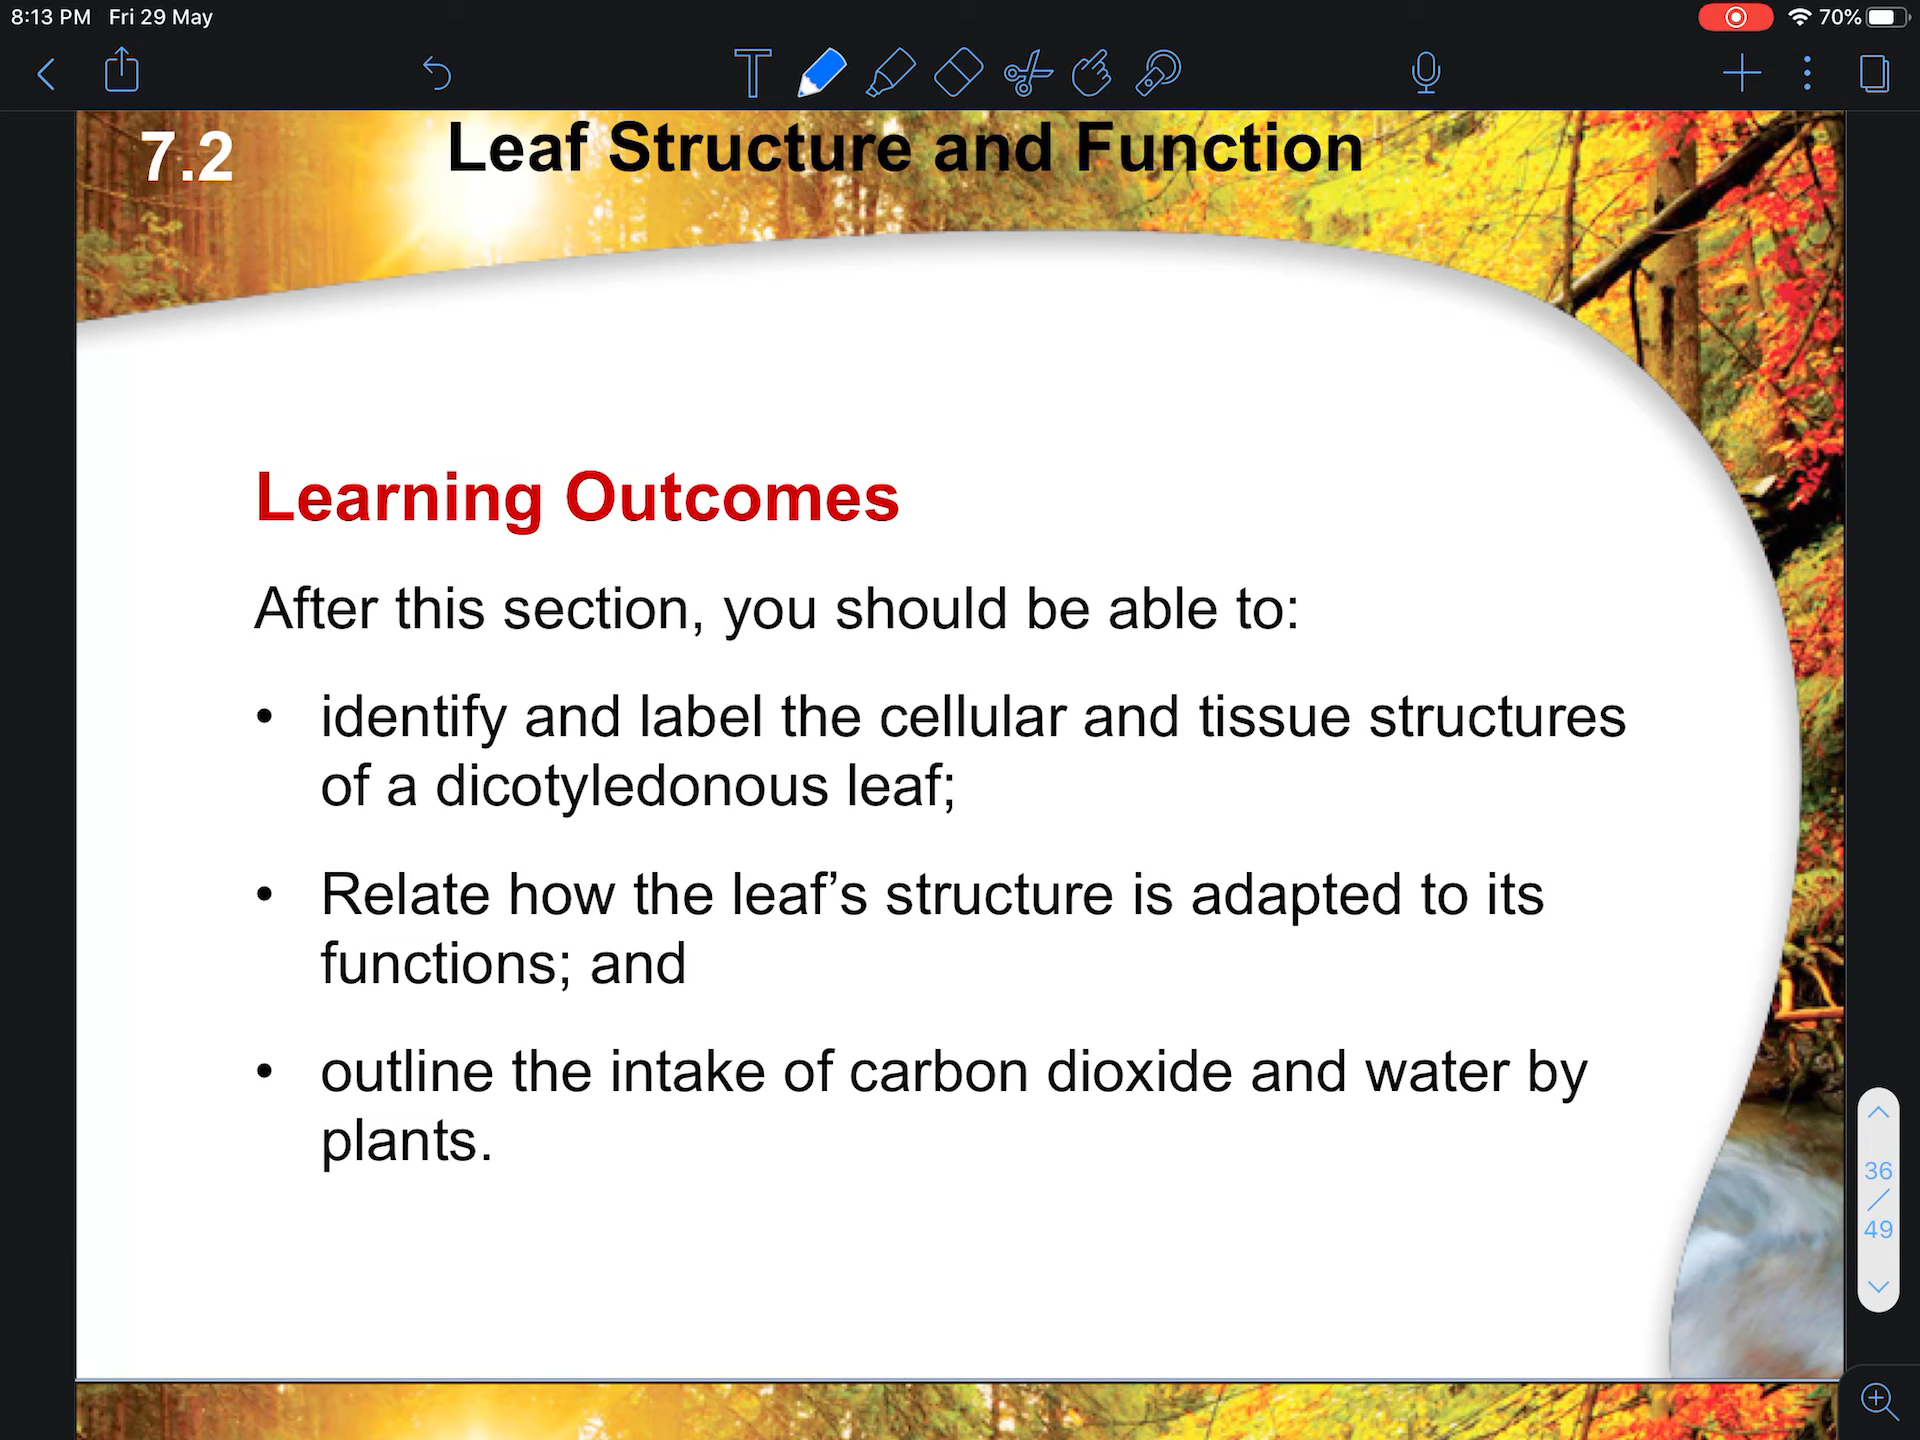 8:13 PM Fri 29 May
70%
7.2 Leaf Structure and Function
Learning Outcomes
After this section, you should be able to:
• identify and label the cellular and tissue structures
of a dicotyledonous leaf;
• Relate how the leaf’s structure is adapted to its
functions; and
• outline the intake of carbon dioxide and water by
plants.
36
/
49